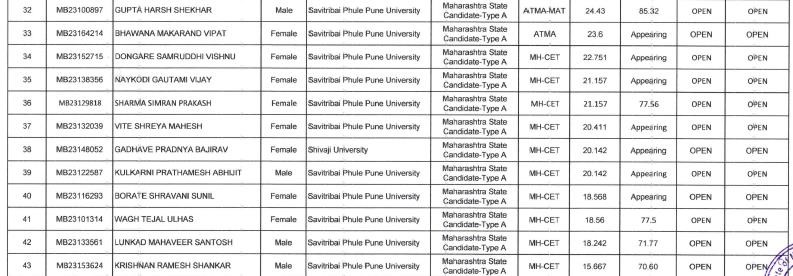 32 MB23100897 GUPTA HARSH SHEKHAR Male Savitribai Phule Pune University Maharashtra State Candidate-Type A ATMA-MAT 24.43 85.32 OPEN OPEN
33 MB23164214 BHAWANA MAKARAND VIPAT Female Savitribai Phule Pune University Maharashtra State Candidate-Type A ATMA 23.6 Appearing OPEN OPEN
34 MB23152715 DONGARE SAMRUDDHI VISHNU Female Savitribai Phule Pune University Maharashtra State Candidate-Type A MH-CET 22.751 Appearing OPEN OPEN
35 MB23138356 NAYKODI GAUTAMI VIJAY Female Savitribai Phule Pune University Maharashtra State Candidate-Type A MH-CET 21.157 Appearing OPEN OPEN
36 MB23129818 SHARMA SIMRAN PRAKASH Female Savitribai Phule Pune University Maharashtra State Candidate-Type A MH-CET 21.157 77.56 OPEN OPEN
37 MB23132039 VITE SHREYA MAHESH Female Savitribai Phule Pune University Maharashtra State Candidate-Type A MH-CET 20.411 Appearing OPEN OPEN
38 MB23148052 GADHAVE PRADNYA BAJIRAV Female Shivaji University Maharashtra State Candidate-Type A MH-CET 20.142 Appearing OPEN OPEN
39 MB23122587 KULKARNI PRATHAMESH ABHIJIT Male Savitribai Phule Pune University Maharashtra State Candidate-Type A MH-CET 20.142 Appearing OPEN OPEN
40 MB23116293 BORATE SHRAVANI SUNIL Female Savitribai Phule Pune University Maharashtra State Candidate-Type A MH-CET 18.568 Appearing OPEN OPEN
41 MB23101314 WAGH TEJAL ULHAS Female Savitribai Phule Pune University Maharashtra State Candidate-Type A MH-CET 18.56 77.5 OPEN OPEN
42 MB23133561 LUNKAD MAHAVEER SANTOSH Male Savitribai Phule Pune University Maharashtra State Candidate-Type A MH-CET 18.242 71.77 OPEN OPEN
43 MB23153624 KRISHNAN RAMESH SHANKAR Male Savitribai Phule Pune University Maharashtra State Candidate-Type A MH-CET 15.667 70.60 OPEN OPEN